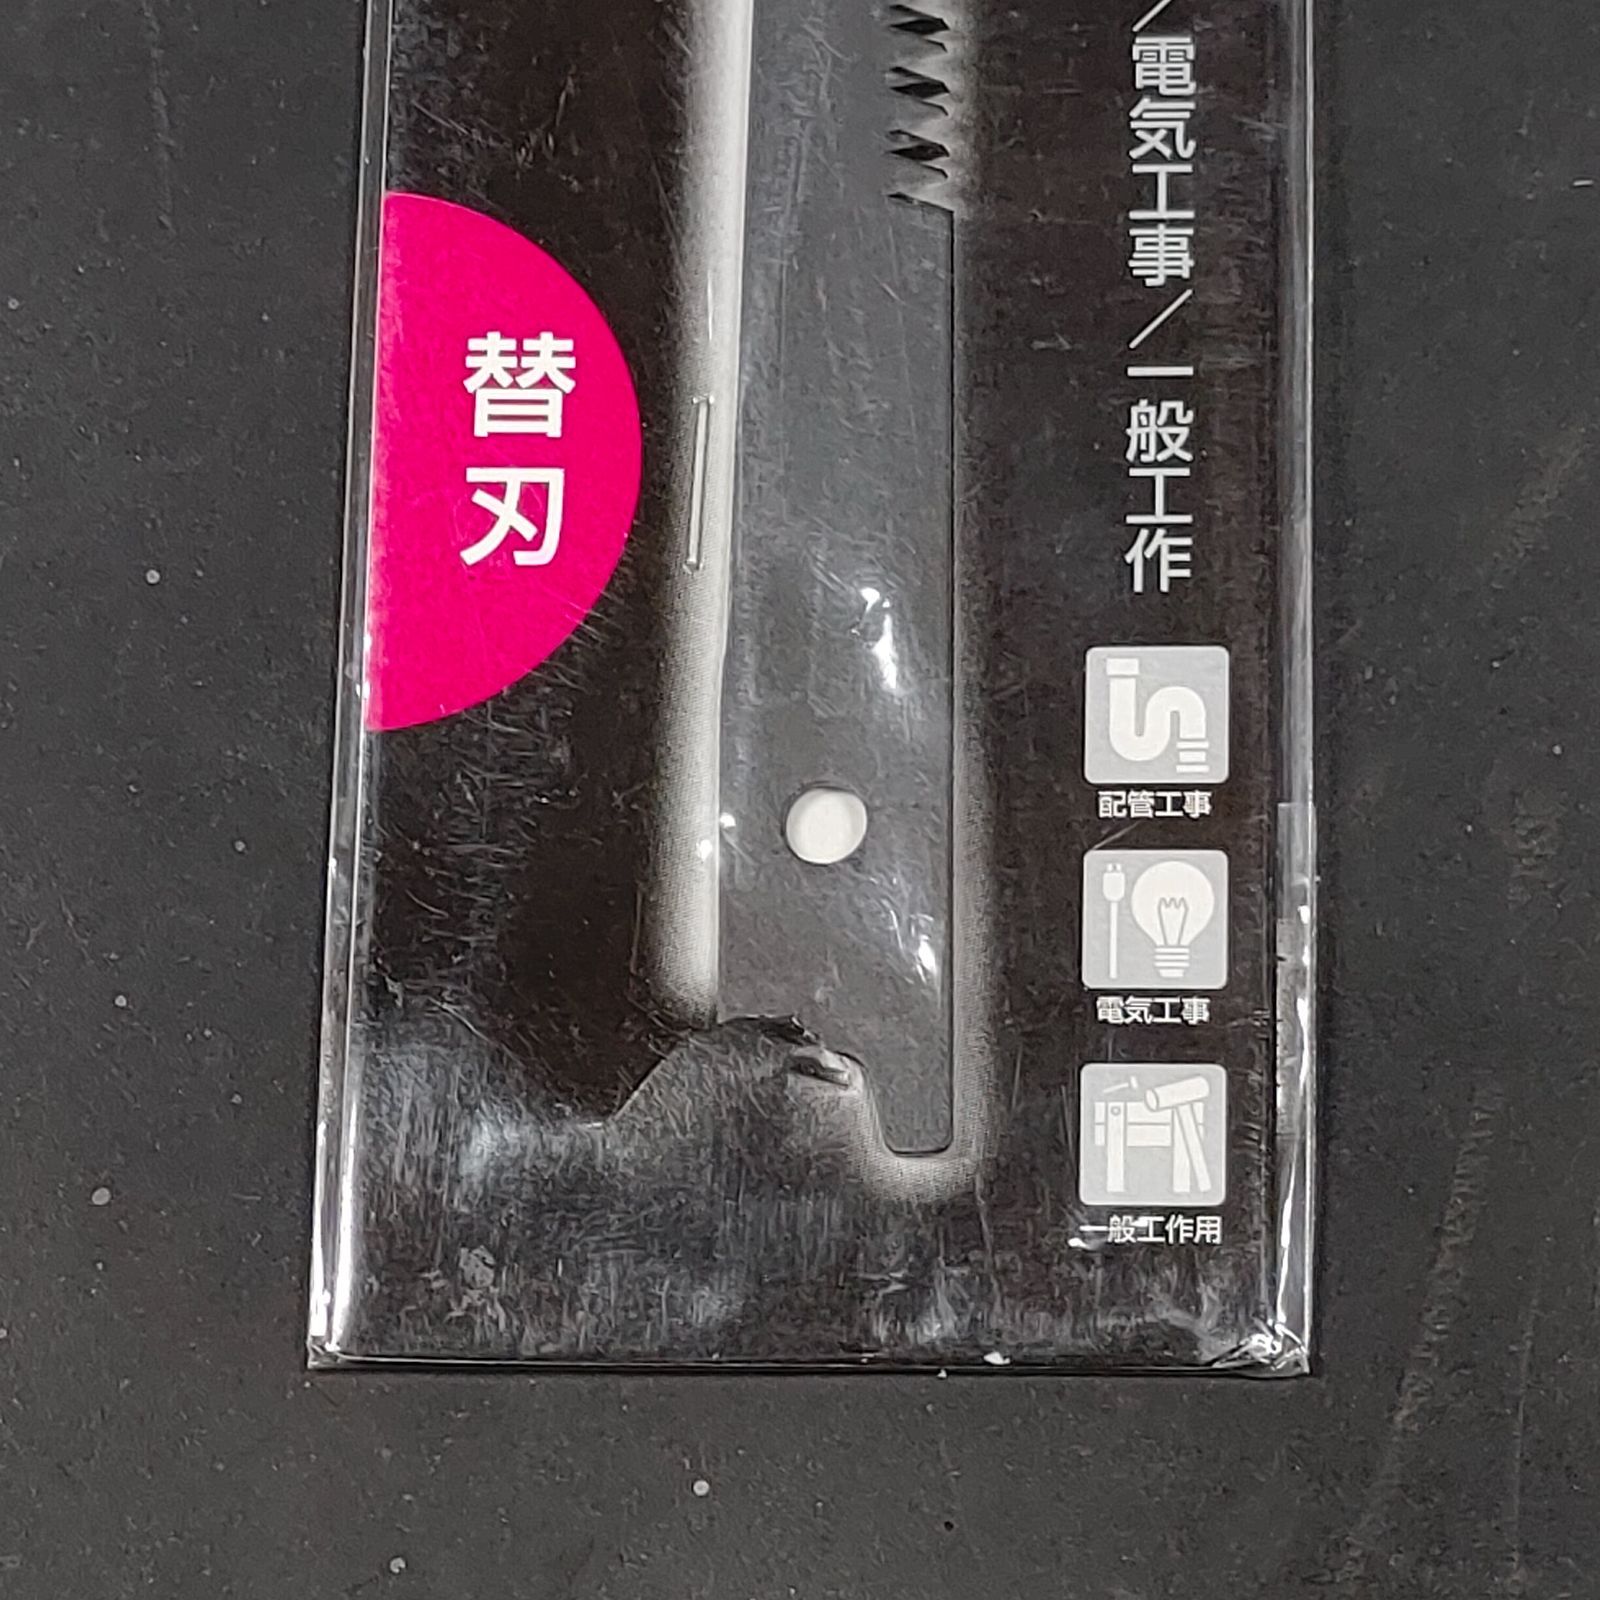 ／電気工事／一般工作
替刃
配管工事
電気工事
一般工作用